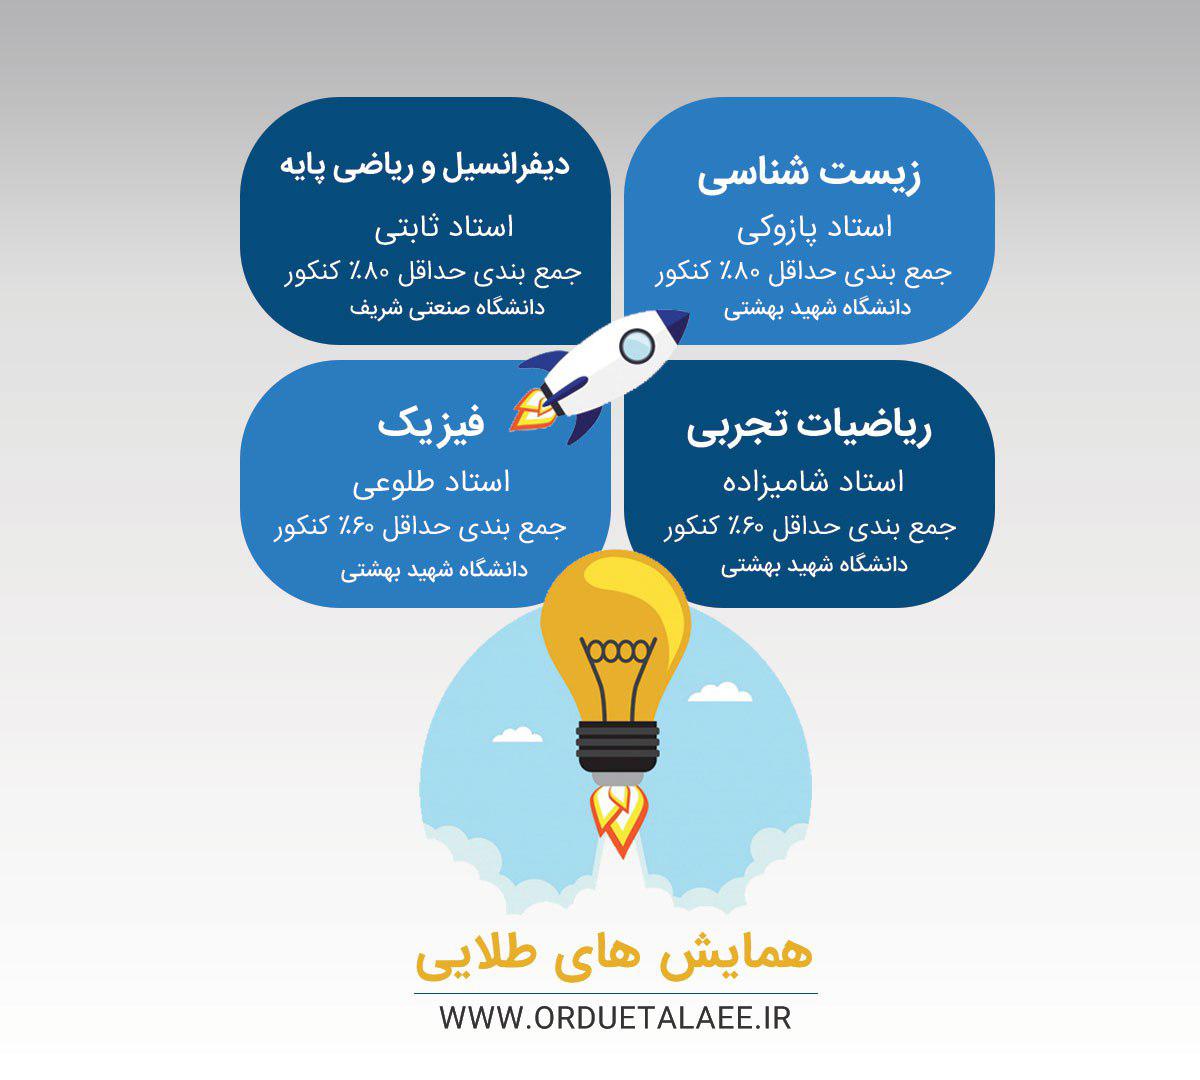 زیست شناسی
استاد پازوکی
جمع بندی حداقل ۸۰٪ کنکور
دانشگاه شهید بهشتی
دیفرانسیل و ریاضی پایه
استاد ثابتی
جمع بندی حداقل ۸۰٪ کنکور
دانشگاه صنعتی شریف
ریاضیات تجربی
استاد شامیزاده
جمع بندی حداقل ۶۰٪ کنکور
دانشگاه شهید بهشتی
فیزیک
استاد طلوعی
جمع بندی حداقل ۶۰٪ کنکور
دانشگاه شهید بهشتی
همایش های طلایی
WWW.ORDUETALAEE.IR